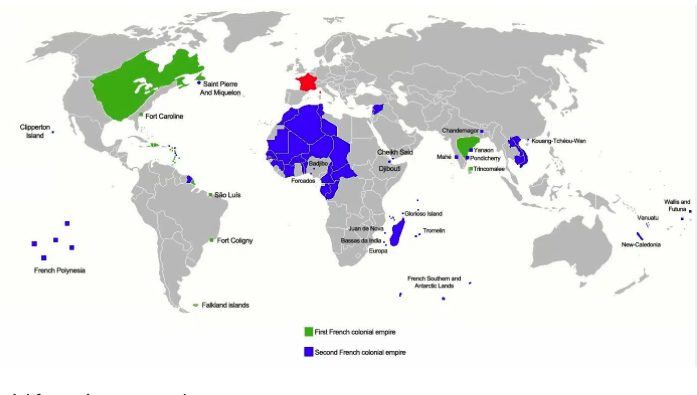 Saint Pierre
And Miquelon
Fort Caroline
Clipperton
Island
Chandernagor
Kouang-Tchéou-Wan
Cheikh Saïd
Yanaon
Mahé
Pondicherry
Badjibo
Djibouti
Trincomalee
Forcados
São Luís
Wallis and
Futuna
Glorioso Island
Vanuatu
Juan de Nova
Tromelin
Fort Coligny
Bassas da India
New-Caledonia
Europa
French Polynesia
French Southern and
Antarctic Lands
Falkland islands
First French colonial empire
Second French colonial empire